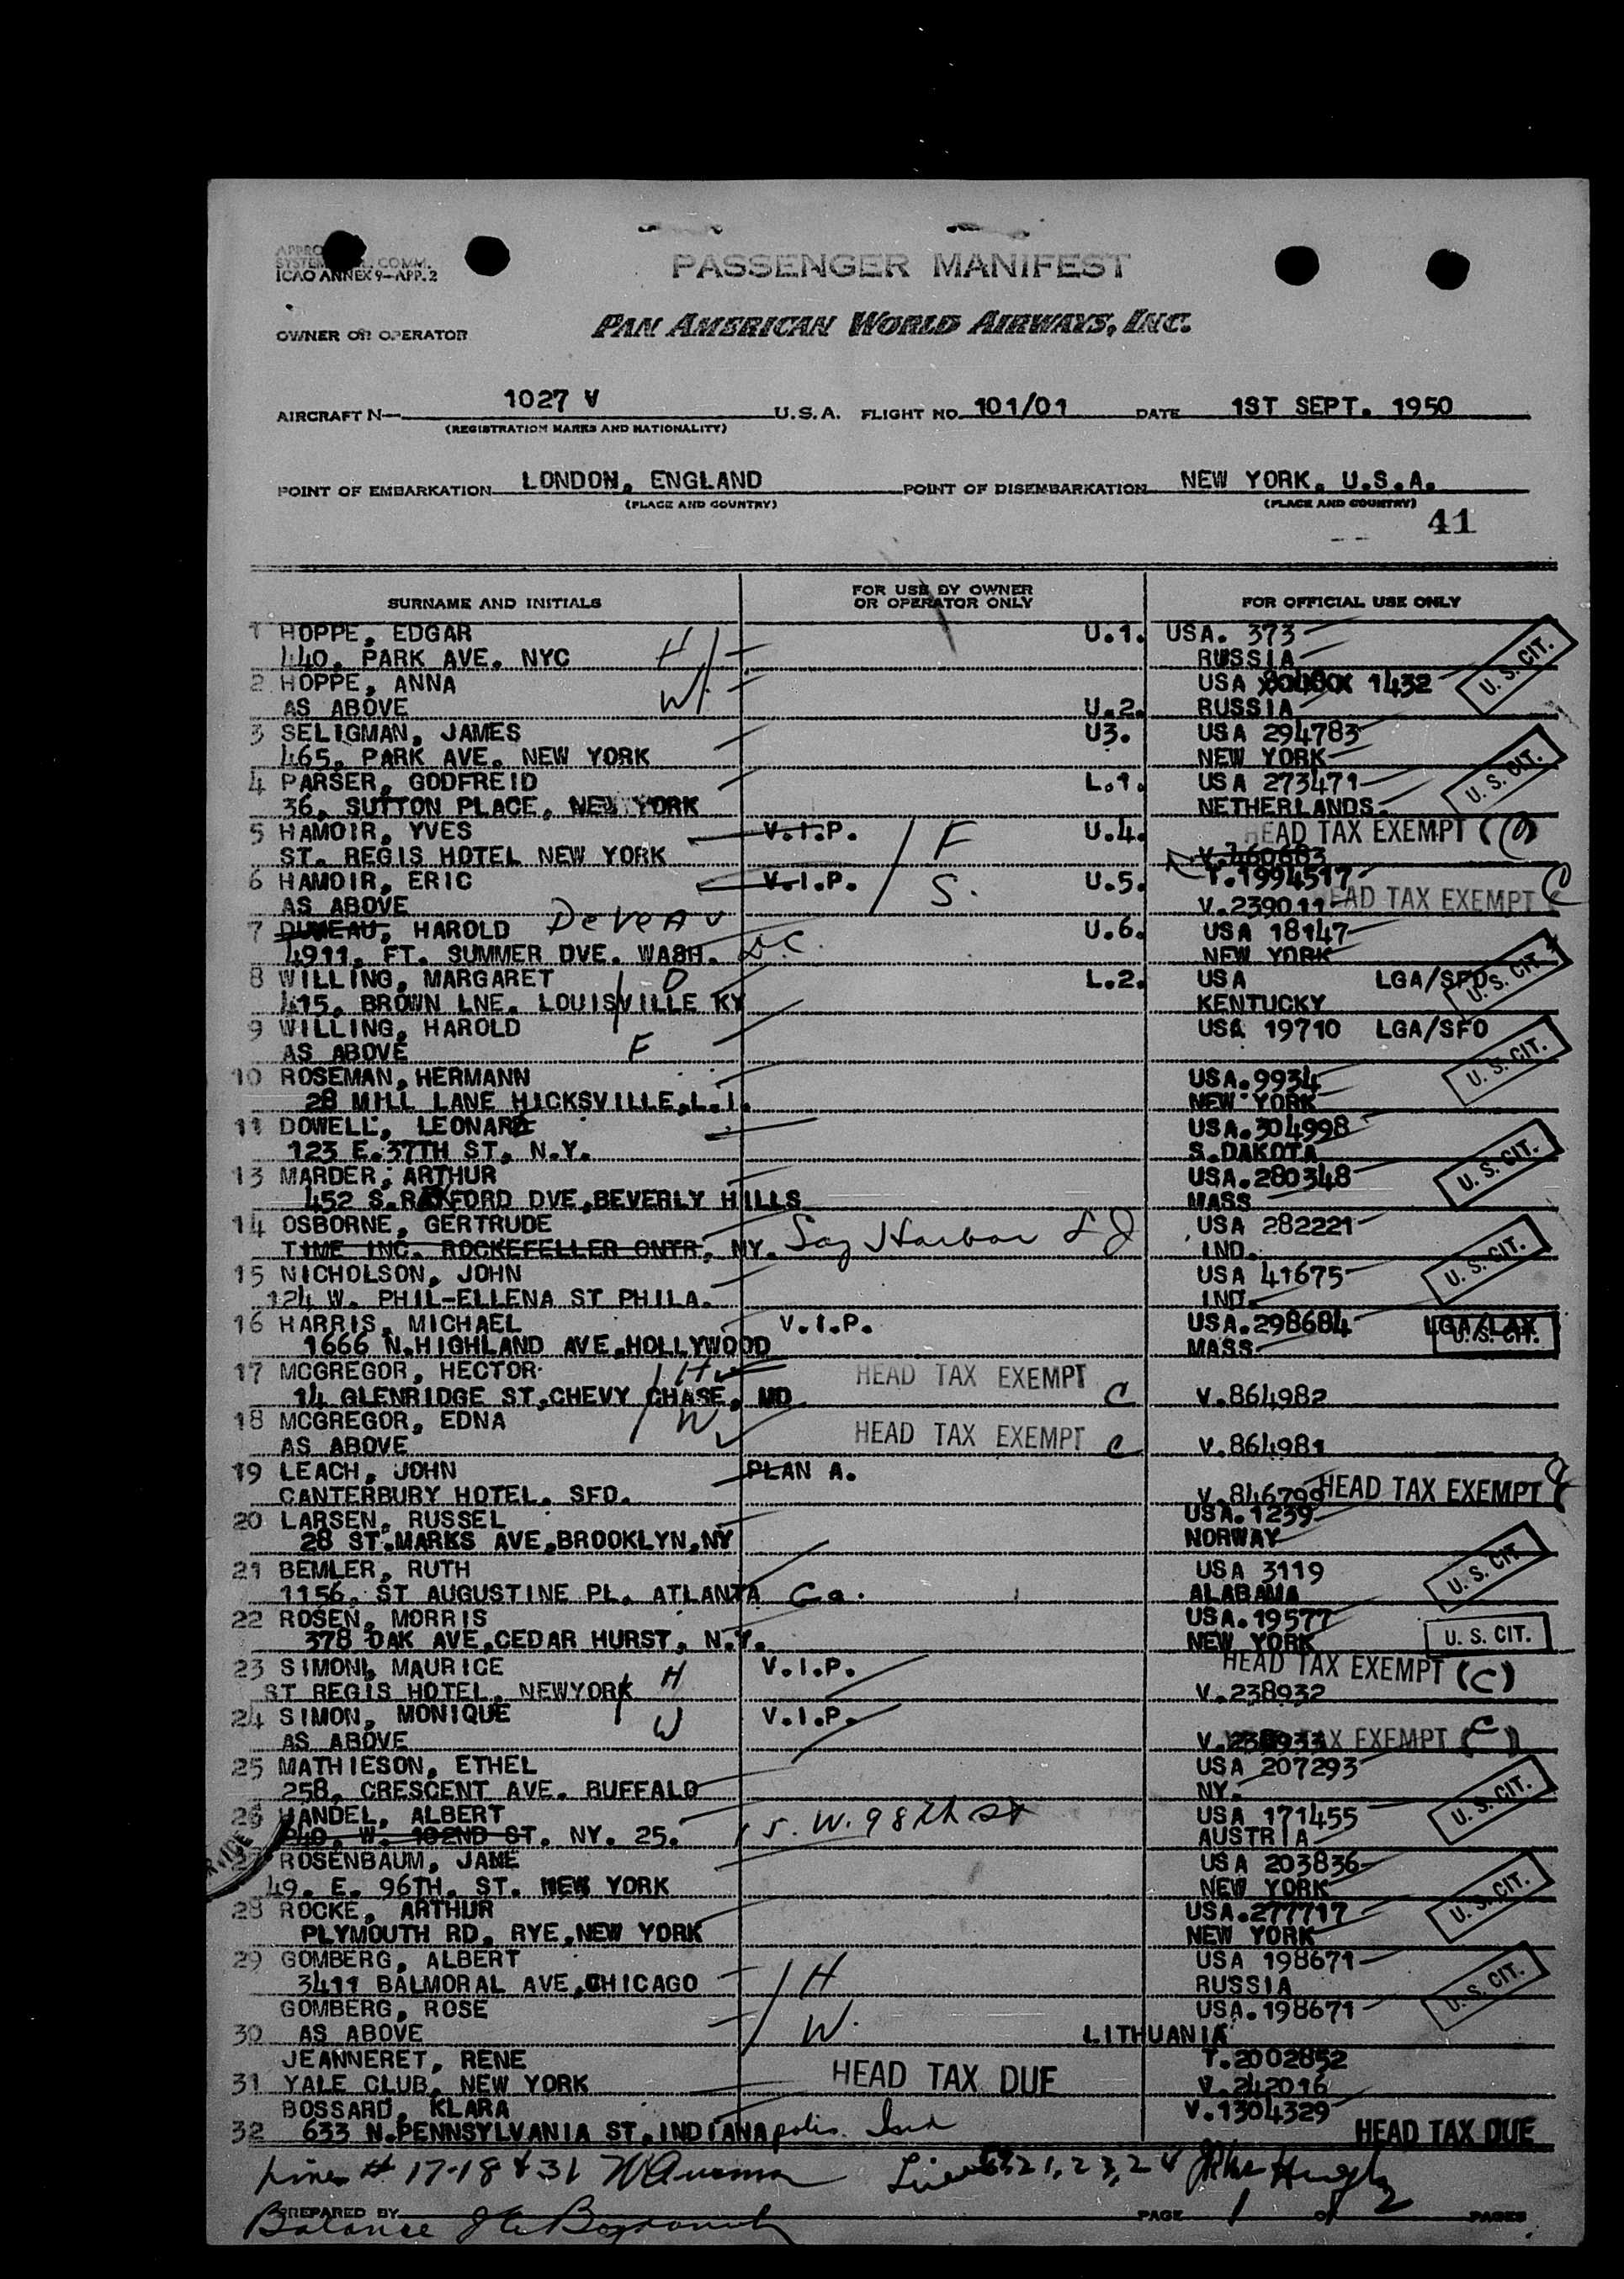 ICAO ANNEX 9—APP. 2
PASSENGER MANIFEST
OWNER OR OPERATOR PAN AMERICAN WORLD AIRWAYS, INC.
AIRCRAFT N— 1027 V U.S.A. FLIGHT NO. 101/01 DATE 1ST SEPT. 1950
(REGISTRATION MARKS AND NATIONALITY)
POINT OF EMBARKATION LONDON, ENGLAND POINT OF DISEMBARKATION NEW YORK. U.S.A.
(PLACE AND COUNTRY) (PLACE AND COUNTRY)
41
SURNAME AND INITIALS FOR USE BY OWNER OR OPERATOR ONLY FOR OFFICIAL USE ONLY
1 HOPPE, EDGAR U.1. USA. 373
440, PARK AVE. NYC H RUSSIA U.S. CIT.
2 HOPPE, ANNA W USA 1432
AS ABOVE U.2. RUSSIA
3 SELIGMAN, JAMES U3. USA 294783
465, PARK AVE. NEW YORK NEW YORK U.S. CIT.
4 PARSER, GODFREID L.1. USA 273471
36, SUTTON PLACE, NEW YORK NETHERLANDS.
5 HAMOIR, YVES V.I.P. F U.4. HEAD TAX EXEMPT
ST. REGIS HOTEL NEW YORK
6 HAMOIR, ERIC V.I.P. S. U.5. T.1994517
AS ABOVE V.239011 HEAD TAX EXEMPT C
7 DUVEAU, HAROLD DeVeau U.6. USA 18147
4911, FT. SUMMER DVE. WASH. D.C. NEW YORK
8 WILLING, MARGARET D L.2. USA LGA/SFO U.S. CIT.
415, BROWN LNE. LOUISVILLE KY KENTUCKY
9 WILLING, HAROLD USA 19710 LGA/SFO
AS ABOVE F U.S. CIT.
10 ROSEMAN, HERMANN USA.9934
28 MILL LANE HICKSVILLE,L.I. NEW YORK
11 DOWELL, LEONARD USA.304998
123 E.37TH ST. N.Y. S.DAKOTA U.S. CIT.
13 MARDER, ARTHUR USA.280348
452 S. FORD DVE,BEVERLY HILLS MASS
14 OSBORNE, GERTRUDE USA 282221
TIME INC. ROCKEFELLER CNTR, NY. Sag Harbor L I IND. U.S. CIT.
15 NICHOLSON, JOHN USA 41675
124 W. PHIL-ELLENA ST PHILA. IND.
16 HARRIS, MICHAEL V.I.P. USA.298684 LGA/LAX U.S. CIT.
1666 N.HIGHLAND AVE,HOLLYWOOD MASS
17 MCGREGOR, HECTOR H HEAD TAX EXEMPT
14 GLENRIDGE ST,CHEVY CHASE, MD C V.864982
18 MCGREGOR, EDNA W HEAD TAX EXEMPT
AS ABOVE C V.864981
19 LEACH, JOHN PLAN A.
CANTERBURY HOTEL. SFO. V.846799 HEAD TAX EXEMPT
20 LARSEN, RUSSEL USA.1239
28 ST.MARKS AVE,BROOKLYN,NY NORWAY
21 BEMLER, RUTH USA 3119 U.S. CIT.
1156, ST AUGUSTINE PL. ATLANTA Ga. ALABAMA
22 ROSEN, MORRIS USA.19577
378 OAK AVE,CEDAR HURST, N.Y. NEW YORK U.S. CIT.
23 SIMON, MAURICE H V.I.P. HEAD TAX EXEMPT (C)
ST REGIS HOTEL, NEWYORK V.238932
24 SIMON, MONIQUE W V.I.P.
AS ABOVE V.238933 TAX EXEMPT (C)
25 MATHIESON, ETHEL USA 207293
258, CRESCENT AVE. BUFFALO NY. U.S. CIT.
26 HANDEL, ALBERT USA 171455
240, W. 102ND ST. NY. 25. 15. W. 98th St AUSTRIA
27 ROSENBAUM, JANE USA 203836
49. E. 96TH. ST. NEW YORK NEW YORK U.S. CIT.
28 ROCKE, ARTHUR USA.277717
PLYMOUTH RD, RYE,NEW YORK NEW YORK
29 GOMBERG, ALBERT USA 198671
3411 BALMORAL AVE,CHICAGO H RUSSIA U.S. CIT.
GOMBERG, ROSE USA.198671
30 AS ABOVE W. LITHUANIA
JEANNERET, RENE T.2002852
31 YALE CLUB, NEW YORK HEAD TAX DUE V.242016
BOSSARD, KLARA V.1304329
32 633 N.PENNSYLVANIA ST.INDIANApolis Ind HEAD TAX DUE
Lines # 17-18 & 31
PREPARED BY PAGE 1 OF 2 PAGES
Balance